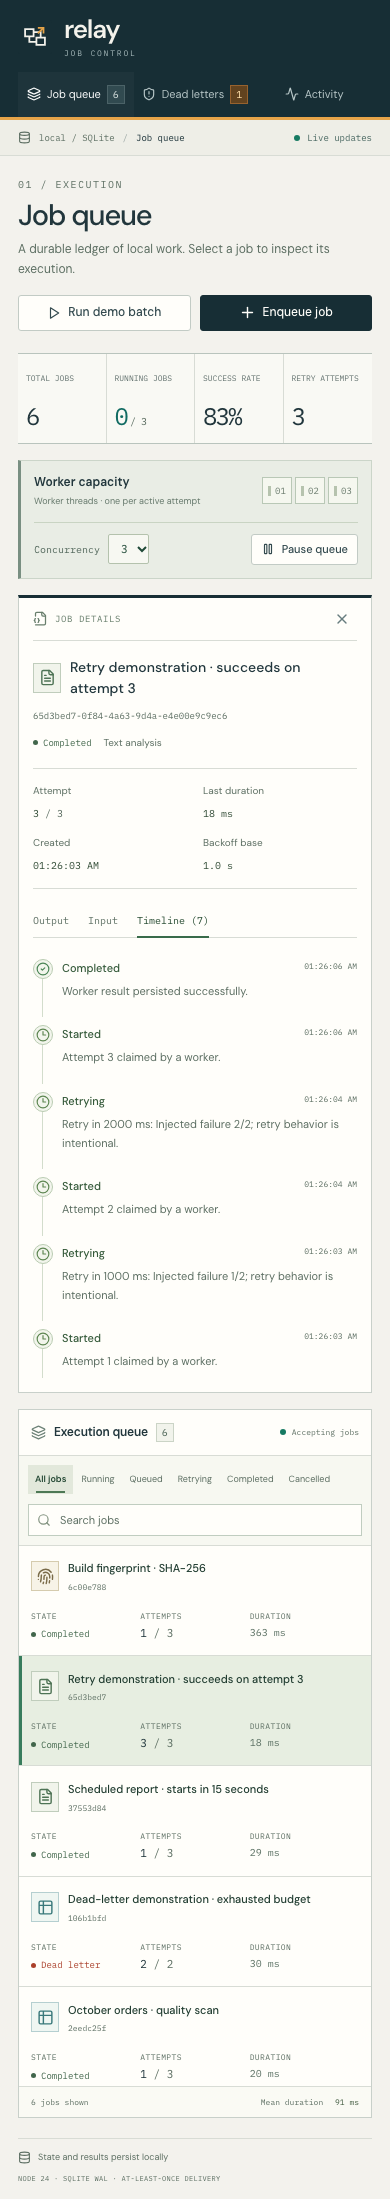 relay
JOB CONTROL
Job queue 6 Dead letters 1 Activity
local / SQLite / Job queue Live updates
01 / EXECUTION
Job queue
A durable ledger of local work. Select a job to inspect its
execution.
Run demo batch Enqueue job
TOTAL JOBS RUNNING JOBS SUCCESS RATE RETRY ATTEMPTS
6 0 / 3 83% 3
Worker capacity
Worker threads · one per active attempt
01 02 03
Concurrency 3 Pause queue
JOB DETAILS
Retry demonstration · succeeds on
attempt 3
65d3bed7-0f84-4a63-9d4a-e4e00e9c9ec6
Completed Text analysis
Attempt Last duration
3 / 3 18 ms
Created Backoff base
01:26:03 AM 1.0 s
Output Input Timeline (7)
Completed 01:26:06 AM
Worker result persisted successfully.
Started 01:26:06 AM
Attempt 3 claimed by a worker.
Retrying 01:26:04 AM
Retry in 2000 ms: Injected failure 2/2; retry behavior is
intentional.
Started 01:26:04 AM
Attempt 2 claimed by a worker.
Retrying 01:26:03 AM
Retry in 1000 ms: Injected failure 1/2; retry behavior is
intentional.
Started 01:26:03 AM
Attempt 1 claimed by a worker.
Execution queue 6 Accepting jobs
All jobs Running Queued Retrying Completed Cancelled
Search jobs
Build fingerprint · SHA-256
6c00e788
STATE ATTEMPTS DURATION
Completed 1 / 3 363 ms
Retry demonstration · succeeds on attempt 3
65d3bed7
STATE ATTEMPTS DURATION
Completed 3 / 3 18 ms
Scheduled report · starts in 15 seconds
37553d84
STATE ATTEMPTS DURATION
Completed 1 / 3 29 ms
Dead-letter demonstration · exhausted budget
106b1bfd
STATE ATTEMPTS DURATION
Dead letter 2 / 2 30 ms
October orders · quality scan
2eedc25f
STATE ATTEMPTS DURATION
Completed 1 / 3 20 ms
6 jobs shown Mean duration 91 ms
State and results persist locally
NODE 24 · SQLITE WAL · AT-LEAST-ONCE DELIVERY